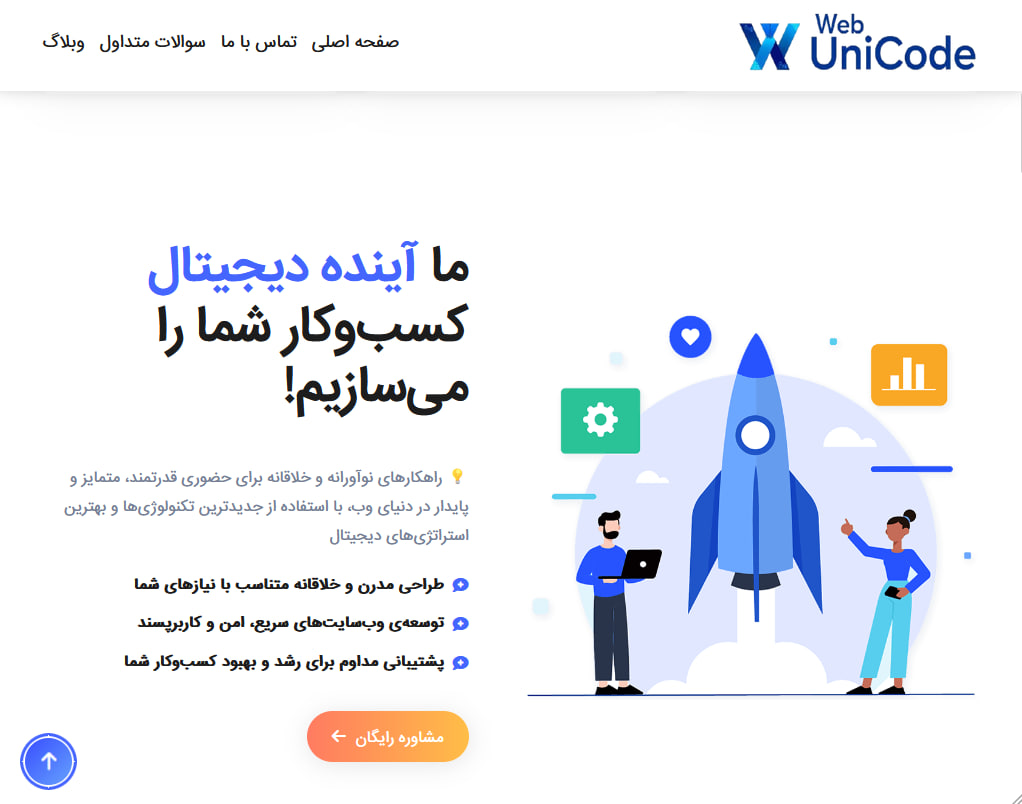 Web
UniCode
صفحه اصلی تماس با ما سوالات متداول وبلاگ
ما آینده دیجیتال
کسب‌وکار شما را
می‌سازیم!
💡 راهکارهای نوآورانه و خلاقانه برای حضوری قدرتمند، متمایز و
پایدار در دنیای وب، با استفاده از جدیدترین تکنولوژی‌ها و بهترین
استراتژی‌های دیجیتال
طراحی مدرن و خلاقانه متناسب با نیازهای شما
توسعه‌ی وب‌سایت‌های سریع، امن و کاربرپسند
پشتیبانی مداوم برای رشد و بهبود کسب‌وکار شما
مشاوره رایگان